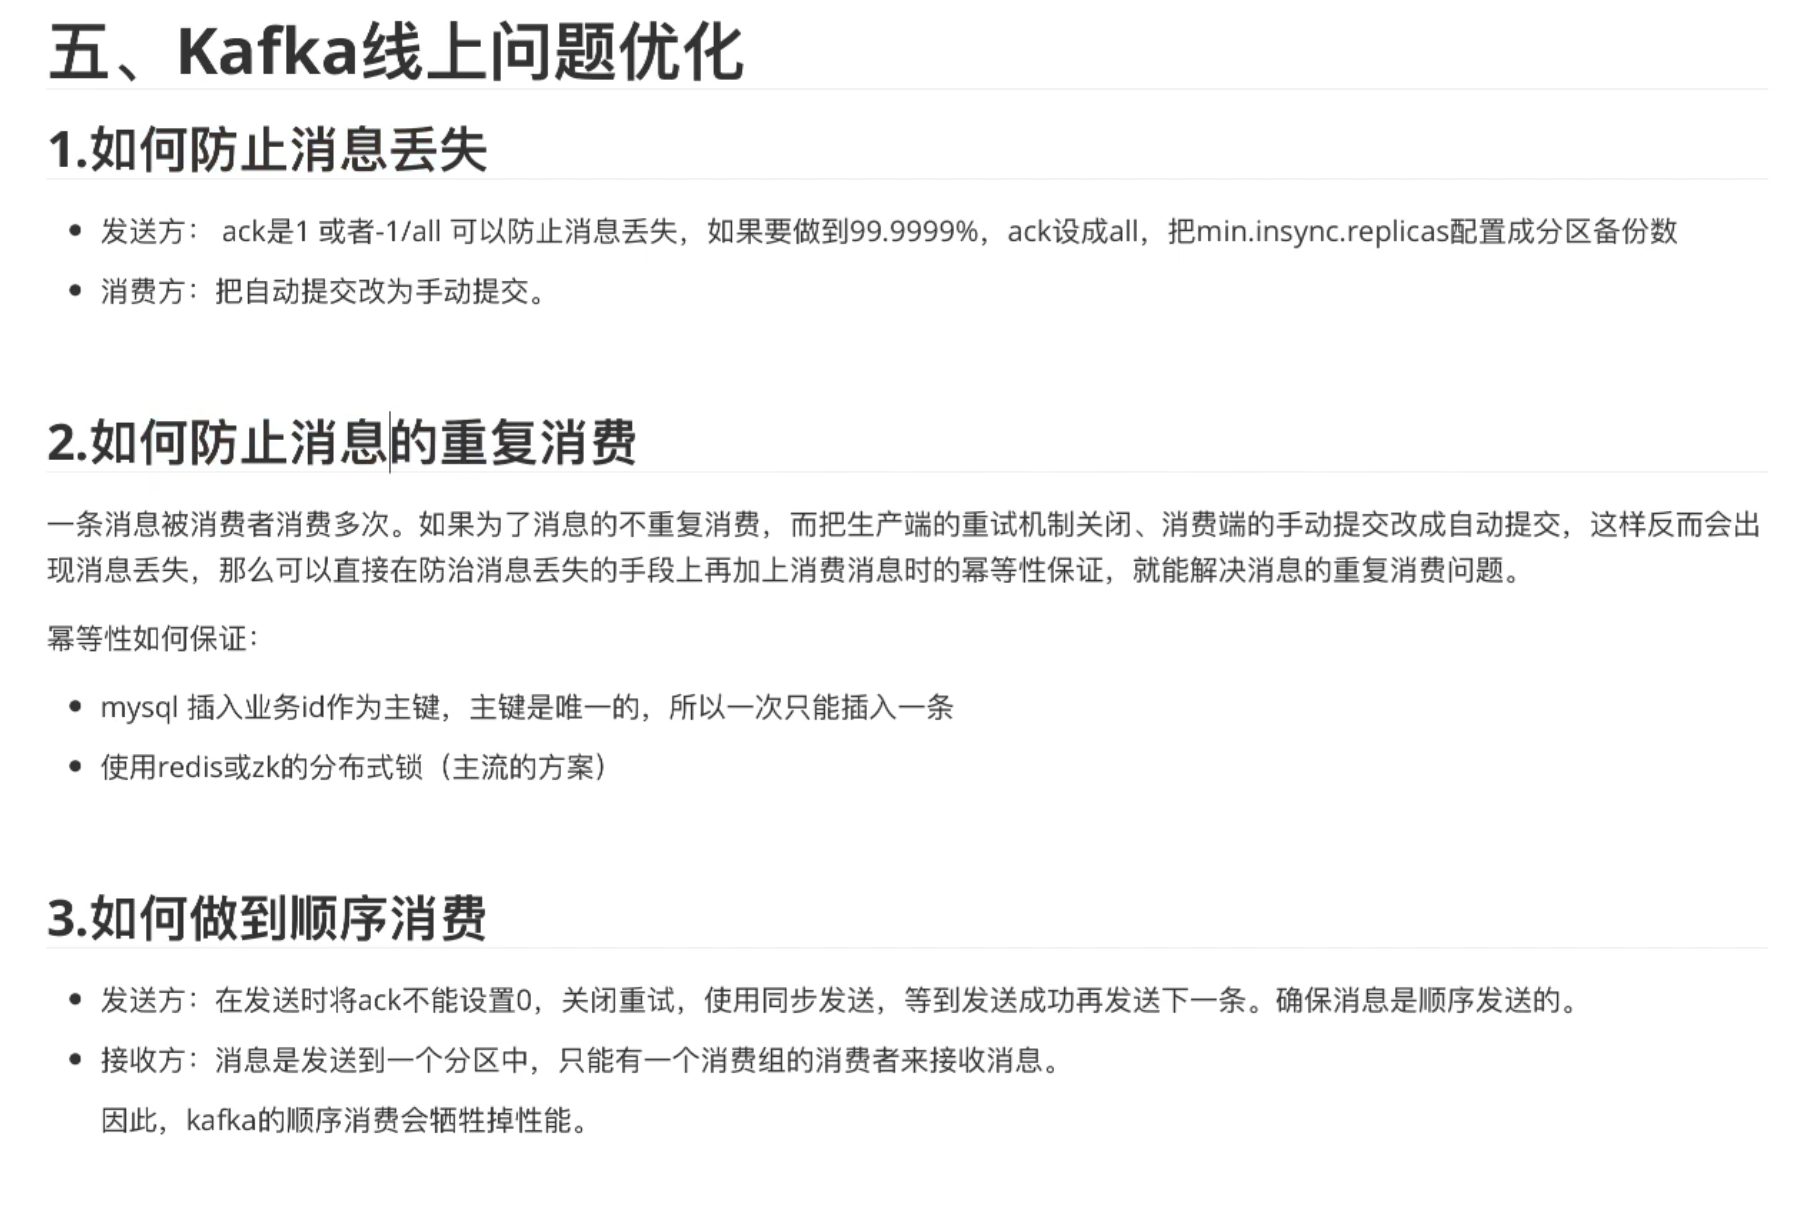 五、Kafka线上问题优化
1.如何防止消息丢失
发送方： ack是1 或者-1/all 可以防止消息丢失，如果要做到99.9999%，ack设成all，把min.insync.replicas配置成分区备份数
消费方：把自动提交改为手动提交。
2.如何防止消息的重复消费
一条消息被消费者消费多次。如果为了消息的不重复消费，而把生产端的重试机制关闭、消费端的手动提交改成自动提交，这样反而会出
现消息丢失，那么可以直接在防治消息丢失的手段上再加上消费消息时的幂等性保证，就能解决消息的重复消费问题。
幂等性如何保证：
mysql 插入业务id作为主键，主键是唯一的，所以一次只能插入一条
使用redis或zk的分布式锁（主流的方案）
3.如何做到顺序消费
发送方：在发送时将ack不能设置0，关闭重试，使用同步发送，等到发送成功再发送下一条。确保消息是顺序发送的。
接收方：消息是发送到一个分区中，只能有一个消费组的消费者来接收消息。
因此，kafka的顺序消费会牺牲掉性能。